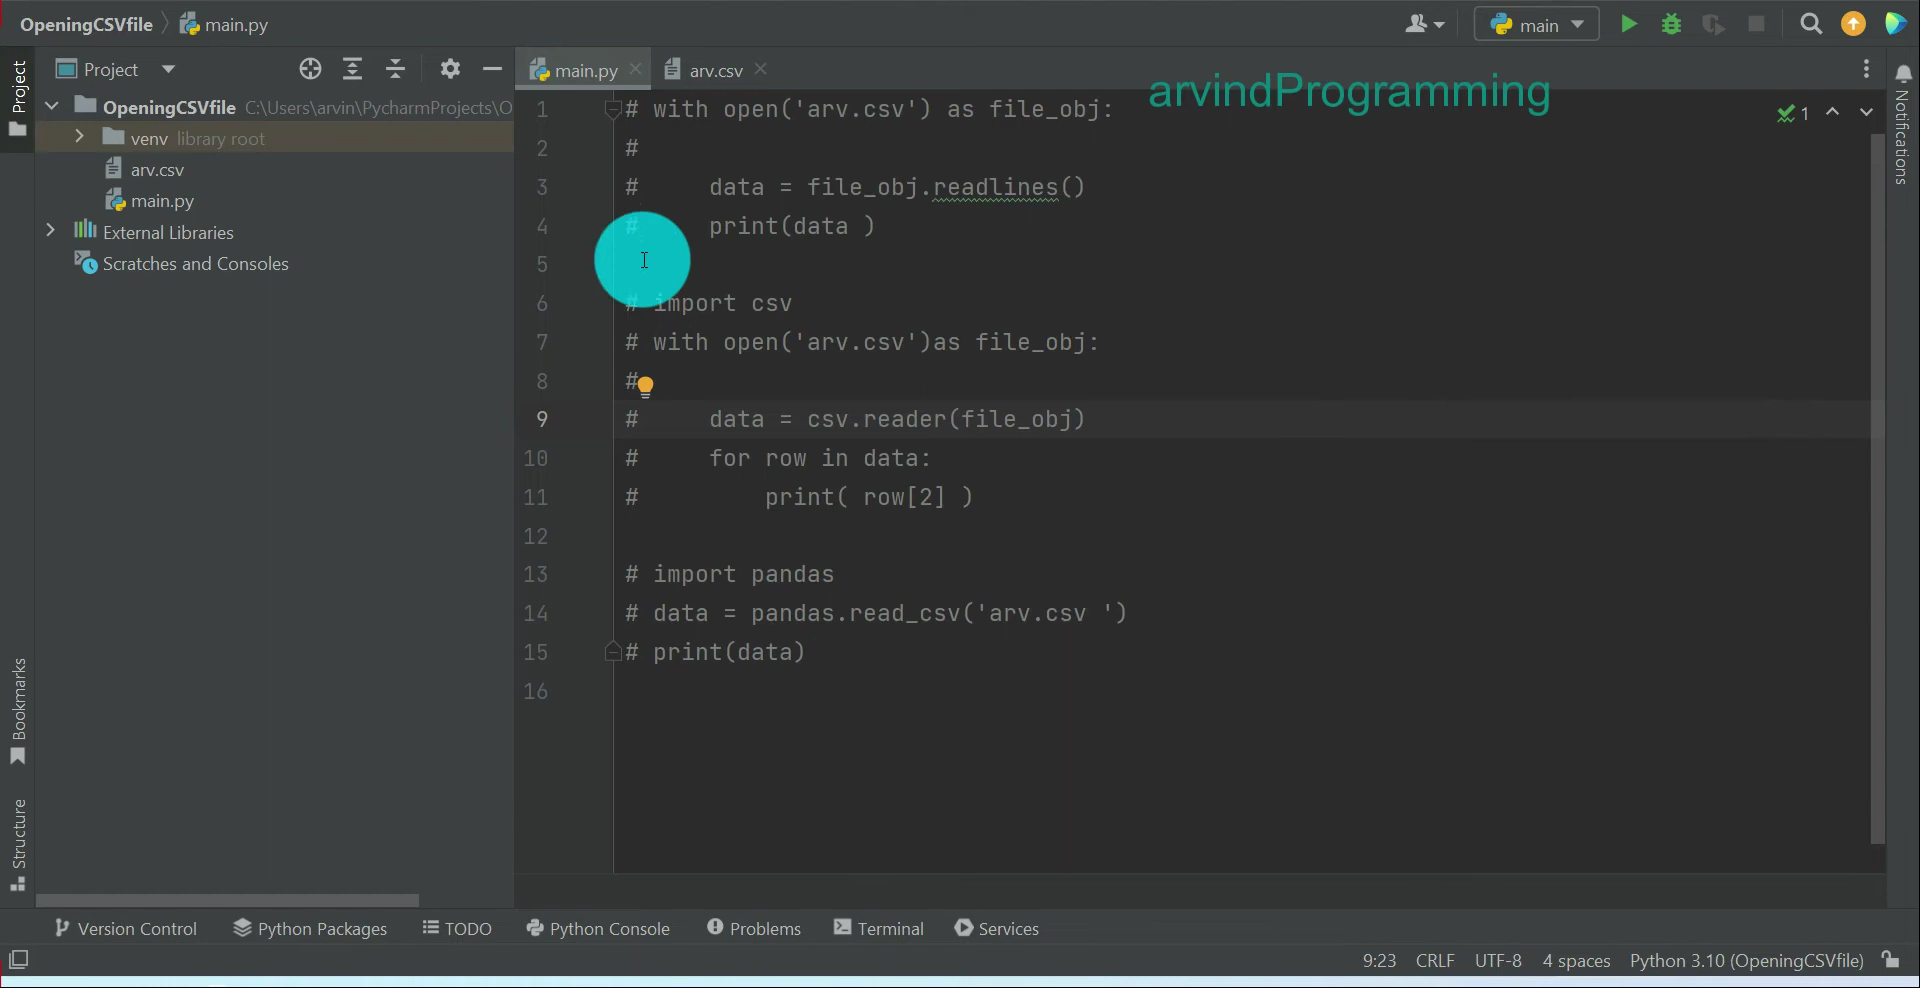 OpeningCSVfile main.py
main
Project
Project
main.py
arv.csv
arvindProgramming
OpeningCSVfile C:\Users\arvin\PycharmProjects\O
venv library root
arv.csv
main.py
External Libraries
Scratches and Consoles
1 # with open('arv.csv') as file_obj:
2 #
3 #     data = file_obj.readlines()
4 #     print(data )
5
6 # import csv
7 # with open('arv.csv')as file_obj:
8 #
9 #     data = csv.reader(file_obj)
10 #     for row in data:
11 #         print( row[2] )
12
13 # import pandas
14 # data = pandas.read_csv('arv.csv ')
15 # print(data)
16
1
Notifications
Bookmarks
Structure
Version Control Python Packages TODO Python Console Problems Terminal Services
9:23 CRLF UTF-8 4 spaces Python 3.10 (OpeningCSVfile)